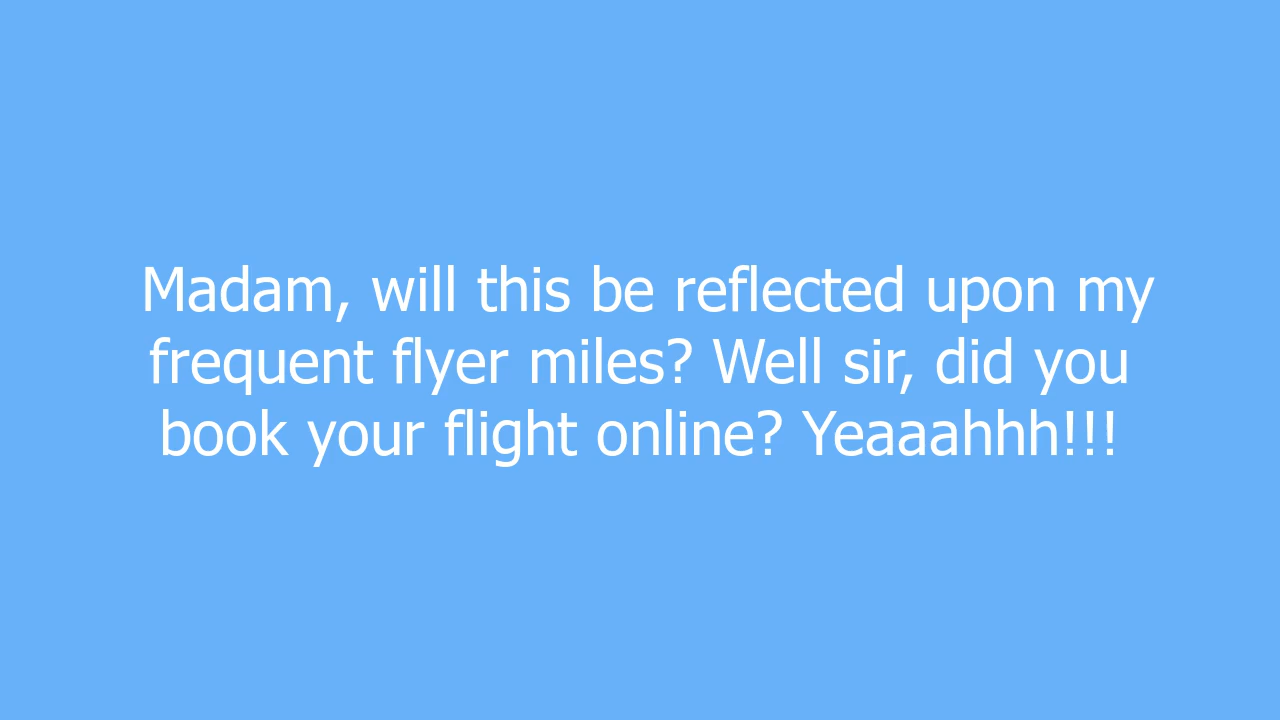 Madam, will this be reflected upon my
frequent flyer miles? Well sir, did you
book your flight online? Yeaaahhh!!!